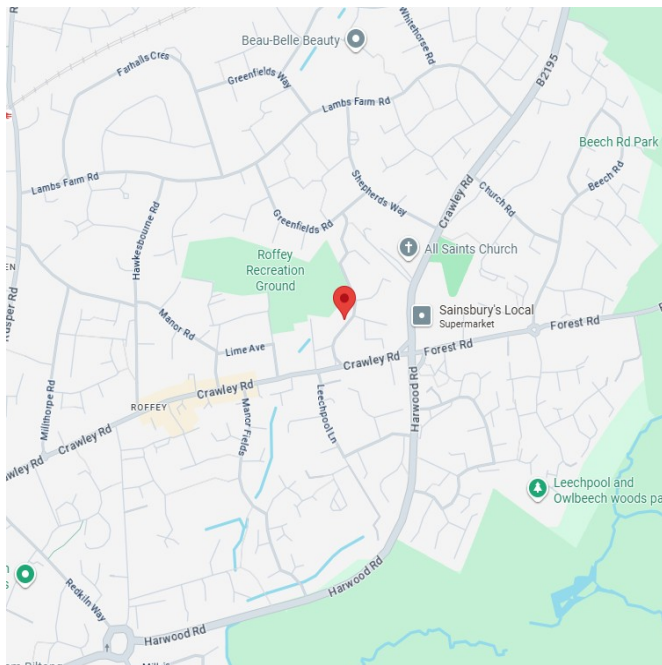 Whitehorse Rd
Beau-Belle Beauty
B2195
Farhalls Cres
Greenfields Way
Lambs Farm Rd
Beech Rd Park
Lambs Farm Rd
Shepherds Way
Crawley Rd
Church Rd
Beech Rd
Hawkesbourne Rd
Greenfields Rd
All Saints Church
Roffey
Recreation
Ground
Rusper Rd
Sainsbury's Local
Supermarket
Manor Rd
Forest Rd
Lime Ave
Crawley Rd
Forest Rd
Millthorpe Rd
ROFFEY
Crawley Rd
Leechpool Ln
Harwood Rd
Manor Fields
Crawley Rd
Leechpool and
Owlbeech woods pa
Harwood Rd
Redkiln Way
Harwood Rd